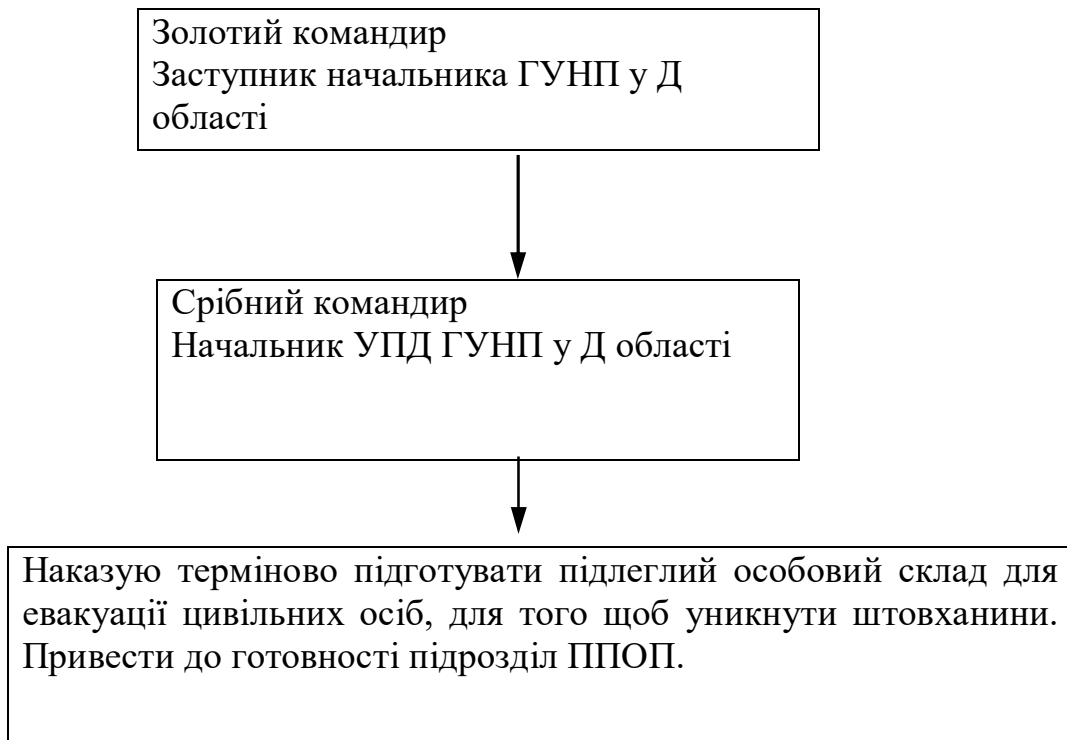 Золотий командир
Заступник начальника ГУНП у Д
області
Срібний командир
Начальник УПД ГУНП у Д області
Наказую терміново підготувати підлеглий особовий склад для
евакуації цивільних осіб, для того щоб уникнути штовханини.
Привести до готовності підрозділ ППОП.